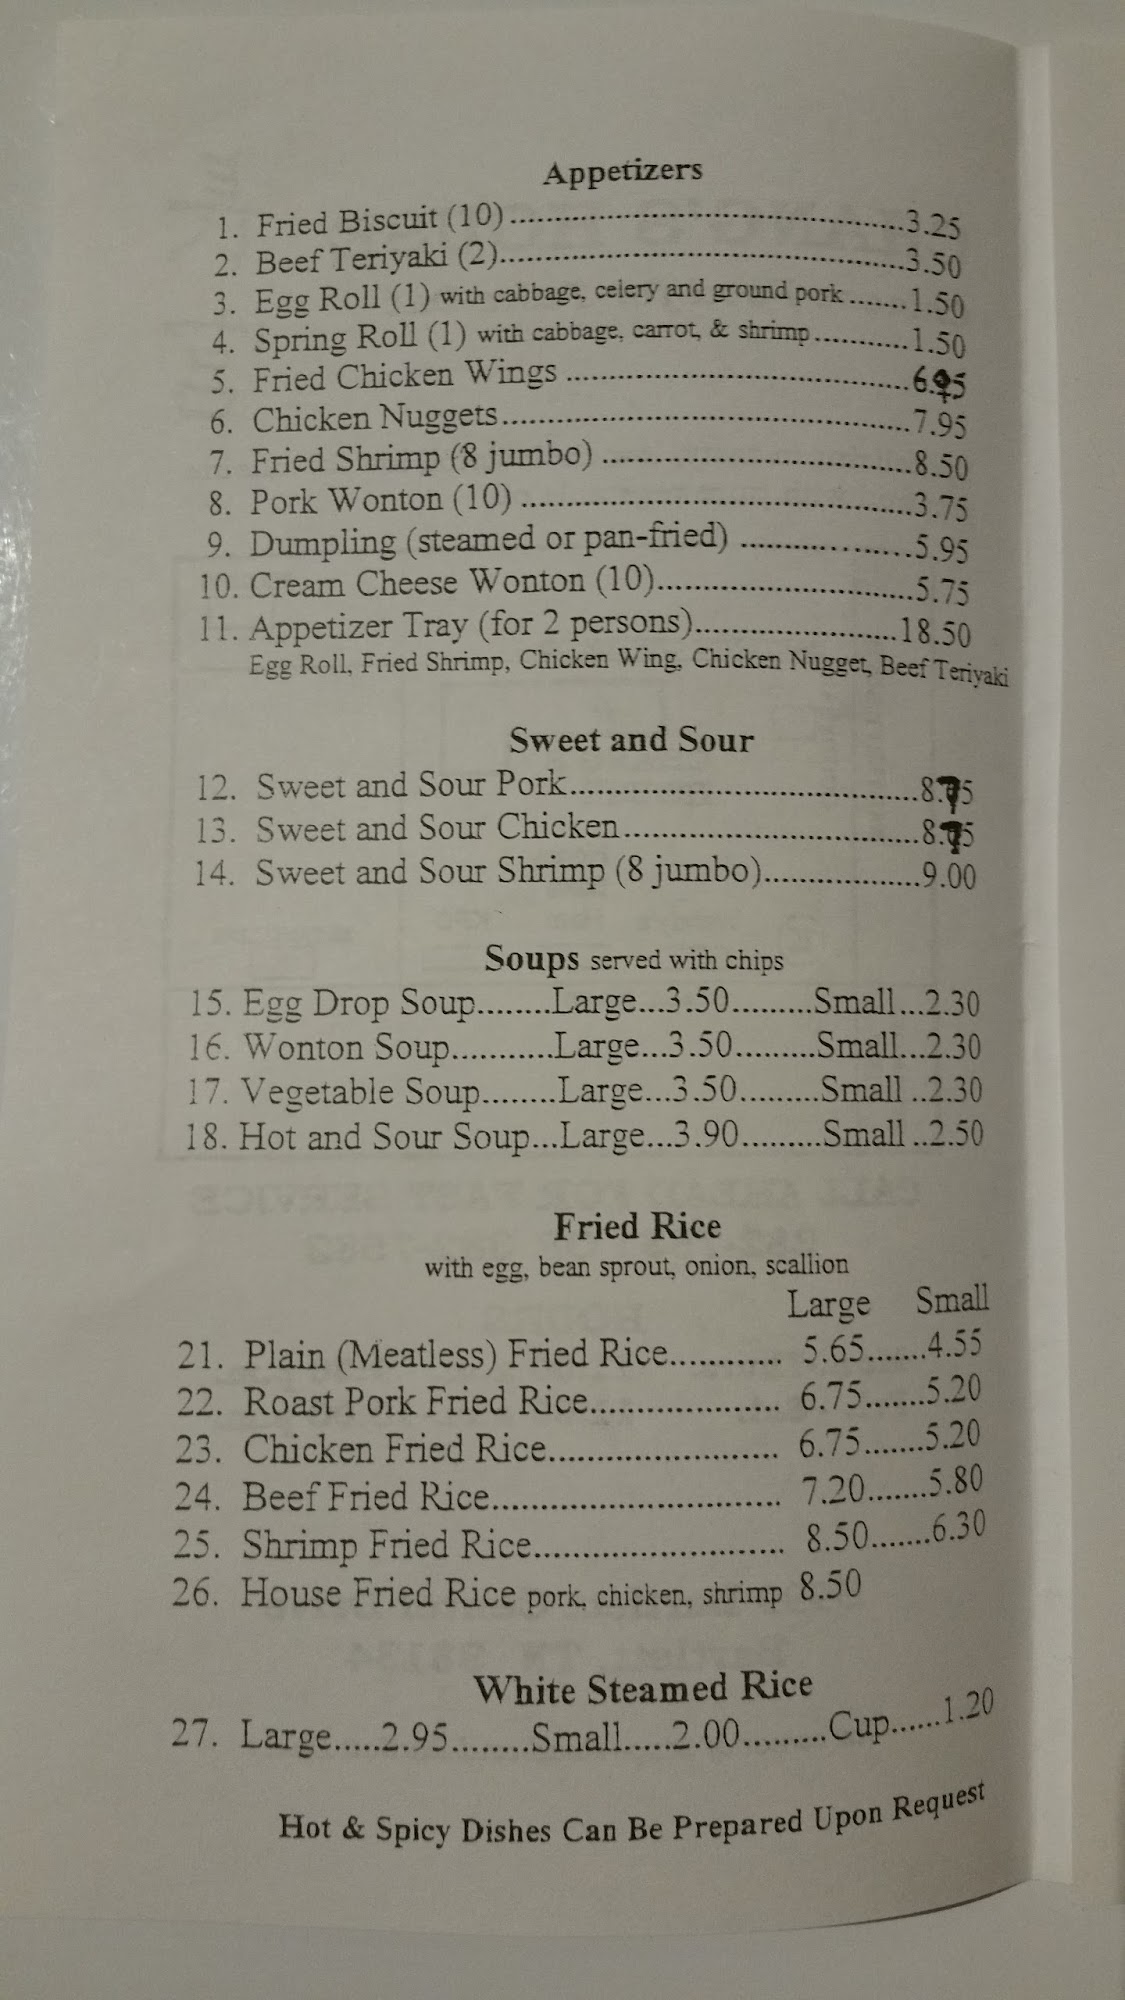 Appetizers
1. Fried Biscuit (10)........................................3.25
2. Beef Teriyaki (2)........................................3.50
3. Egg Roll (1) with cabbage, celery and ground pork.......1.50
4. Spring Roll (1) with cabbage, carrot, & shrimp...........1.50
5. Fried Chicken Wings ....................................6.95
6. Chicken Nuggets.........................................7.95
7. Fried Shrimp (8 jumbo) .................................8.50
8. Pork Wonton (10) .......................................3.75
9. Dumpling (steamed or pan-fried) ...................5.95
10. Cream Cheese Wonton (10)..........................5.75
11. Appetizer Tray (for 2 persons).......................18.50
Egg Roll, Fried Shrimp, Chicken Wing, Chicken Nugget, Beef Teriyaki
Sweet and Sour
12. Sweet and Sour Pork....................................8.75
13. Sweet and Sour Chicken..............................8.75
14. Sweet and Sour Shrimp (8 jumbo)..................9.00
Soups served with chips
15. Egg Drop Soup........Large...3.50.........Small...2.30
16. Wonton Soup...........Large...3.50.........Small...2.30
17. Vegetable Soup........Large...3.50.........Small ..2.30
18. Hot and Sour Soup...Large...3.90.........Small ..2.50
Fried Rice
with egg, bean sprout, onion, scallion
Large Small
21. Plain (Meatless) Fried Rice............ 5.65.......4.55
22. Roast Pork Fried Rice.................... 6.75.......5.20
23. Chicken Fried Rice........................ 6.75.......5.20
24. Beef Fried Rice.............................. 7.20.......5.80
25. Shrimp Fried Rice.......................... 8.50.......6.30
26. House Fried Rice pork, chicken, shrimp 8.50
White Steamed Rice
27. Large.....2.95........Small.....2.00.........Cup......1.20
Hot & Spicy Dishes Can Be Prepared Upon Request